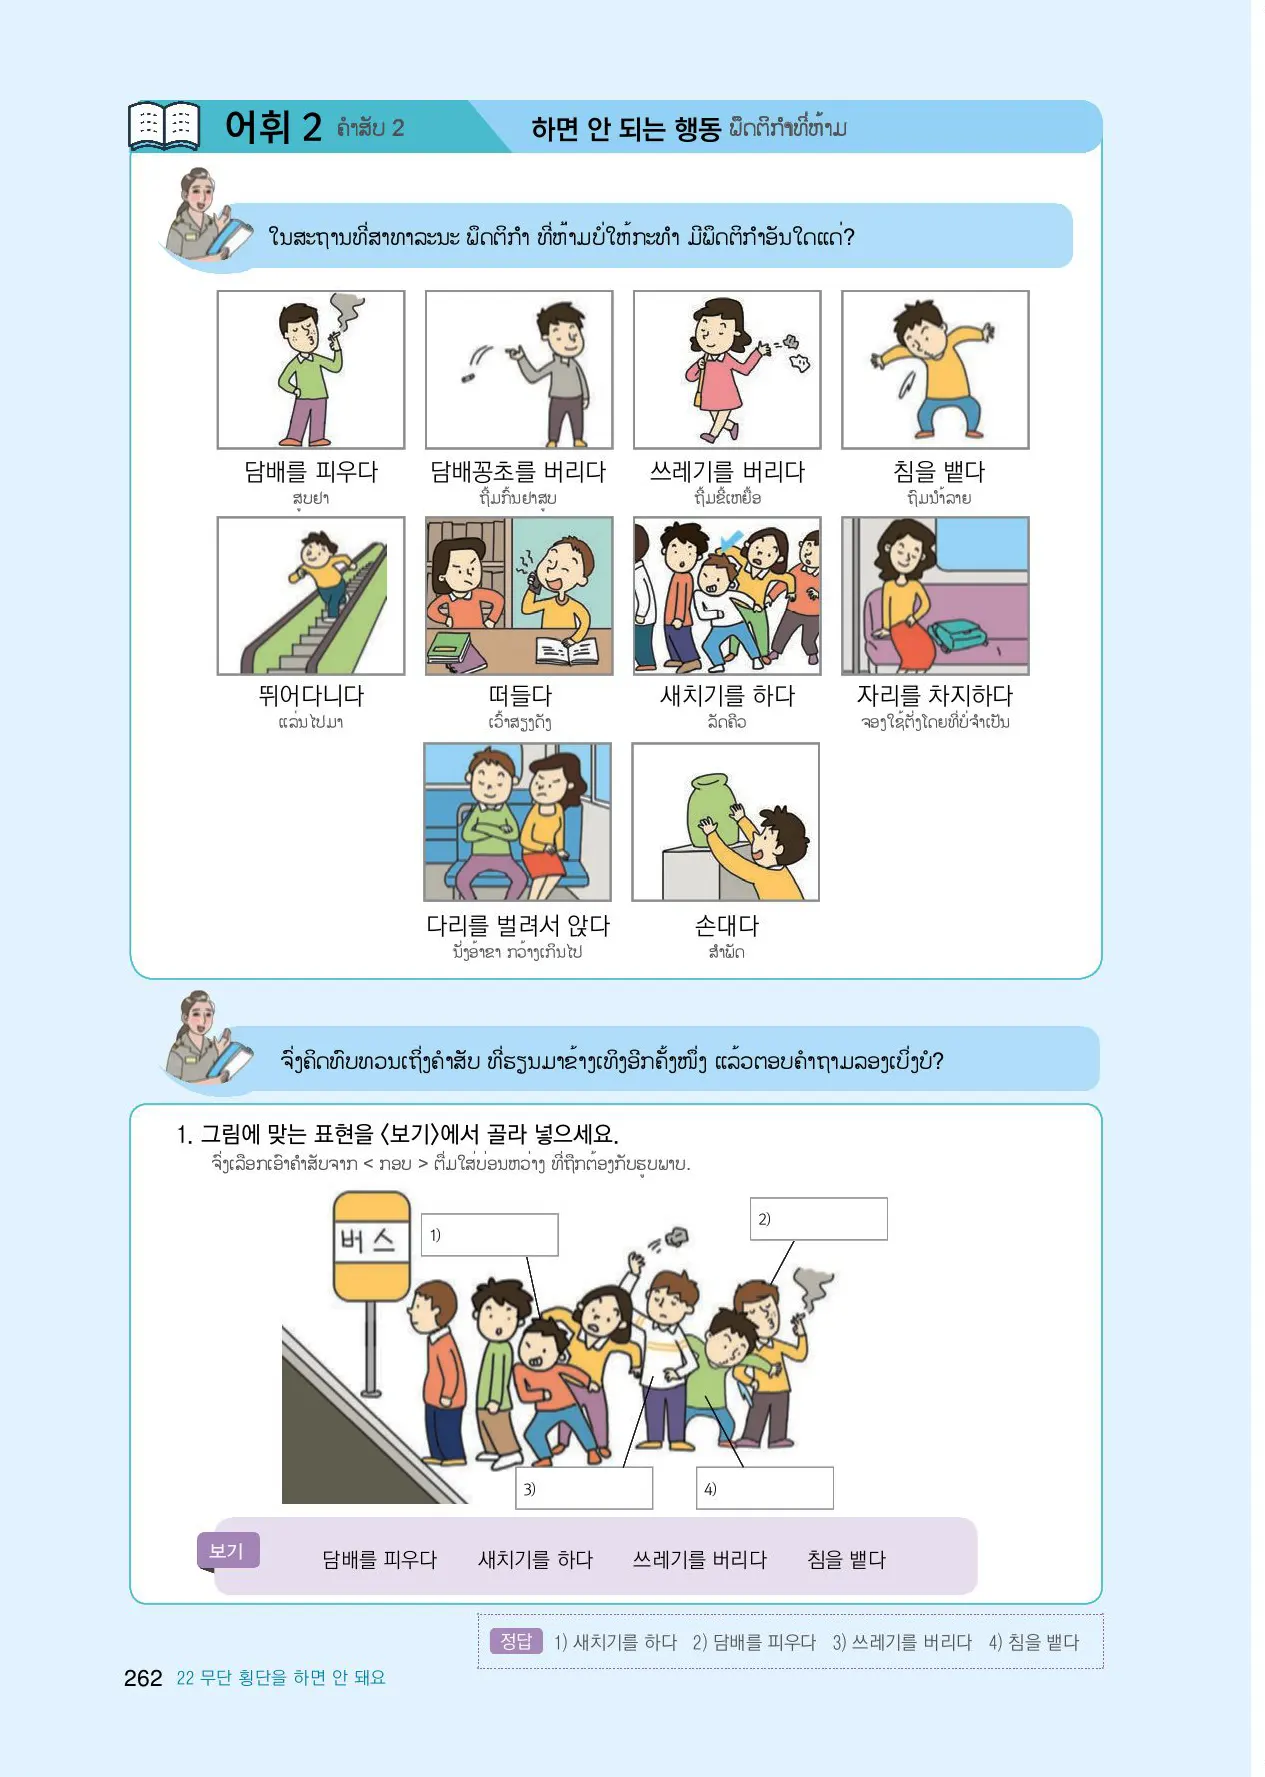 어휘 2 ຄຳສັບ 2
하면 안 되는 행동 ພຶດຕິກຳທີ່ຫ້າມ
ໃນສະຖານທີ່ສາທາລະນະ ພຶດຕິກຳ ທີ່ຫ້າມບໍ່ໃຫ້ກະທຳ ມີພຶດຕິກຳອັນໃດແດ່?
담배를 피우다 담배꽁초를 버리다 쓰레기를 버리다 침을 뱉다
ສູບຢາ ຖິ້ມກົ້ນຢາສູບ ຖິ້ມຂີ້ເຫຍື້ອ ຖົ່ມນ້ຳລາຍ
뛰어다니다 떠들다 새치기를 하다 자리를 차지하다
ແລ່ນໄປມາ ເວົ້າສຽງດັງ ລັດຄິວ ຈອງໃຊ້ຕັ່ງໂດຍທີ່ບໍ່ຈຳເປັນ
다리를 벌려서 앉다 손대다
ນັ່ງອ້າຂາ ກວ້າງເກີນໄປ ສຳພັດ
ຈົ່ງຄິດທົບທວນເຖິງຄຳສັບ ທີ່ຮຽນມາຂ້າງເທິງອີກຄັ້ງໜຶ່ງ ແລ້ວຕອບຄຳຖາມລອງເບິ່ງບໍ?
1. 그림에 맞는 표현을 〈보기〉에서 골라 넣으세요.
ຈົ່ງເລືອກເອົາຄຳສັບຈາກ < ກອບ > ຕື່ມໃສ່ບ່ອນຫວ່າງ ທີ່ຖືກຕ້ອງກັບຮູບພາບ.
버스
1)
2)
3)
4)
보기
담배를 피우다 새치기를 하다 쓰레기를 버리다 침을 뱉다
정답 1) 새치기를 하다 2) 담배를 피우다 3) 쓰레기를 버리다 4) 침을 뱉다
262 22 무단 횡단을 하면 안 돼요